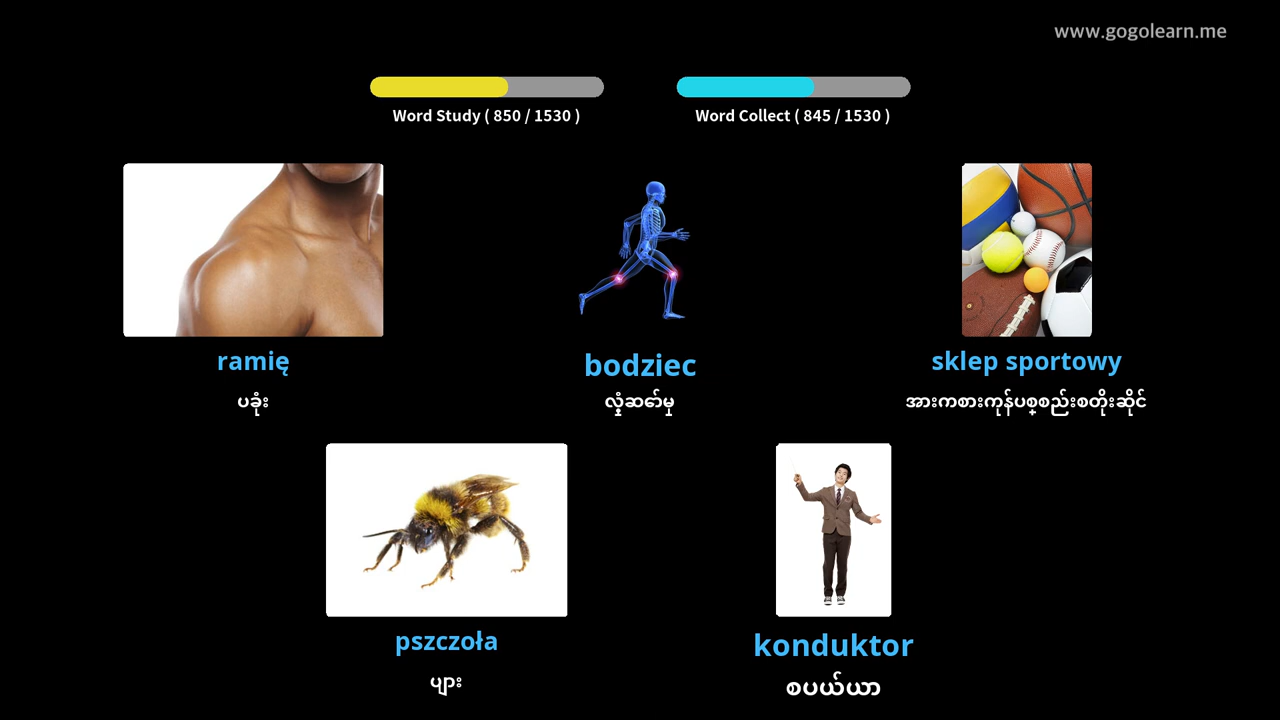 www.gogolearn.me
Word Study ( 850 / 1530 )
Word Collect ( 845 / 1530 )
ramię
ပခုံး
bodziec
လှုံ့ဆော်မှု
sklep sportowy
အားကစားကုန်ပစ္စည်းစတိုးဆိုင်
pszczoła
ပျား
konduktor
စပယ်ယာ